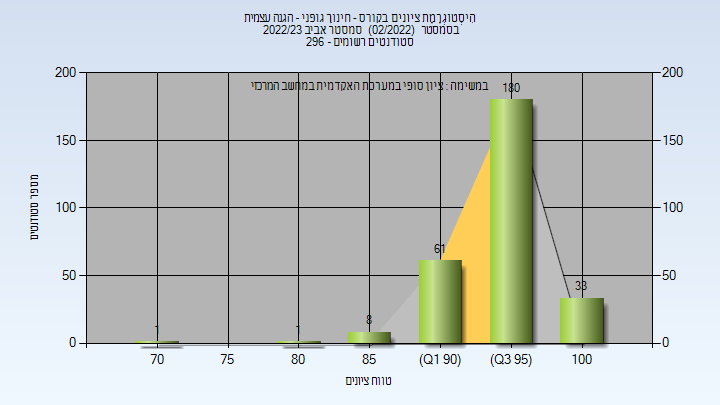 היסטוגרמת ציונים בקורס - חינוך גופני - הגנה עצמית
בסמסטר (02/2022) סמסטר אביב 2022/23
סטודנטים רשומים - 296
במשימה : ציון סופי במערכת האקדמית במחשב המרכזי
200 200
150 150
100 100
50 50
0 0
מספר סטודנטים
1 1 8 61 180 33
70 75 80 85 (Q1 90) (Q3 95) 100
טווח ציונים